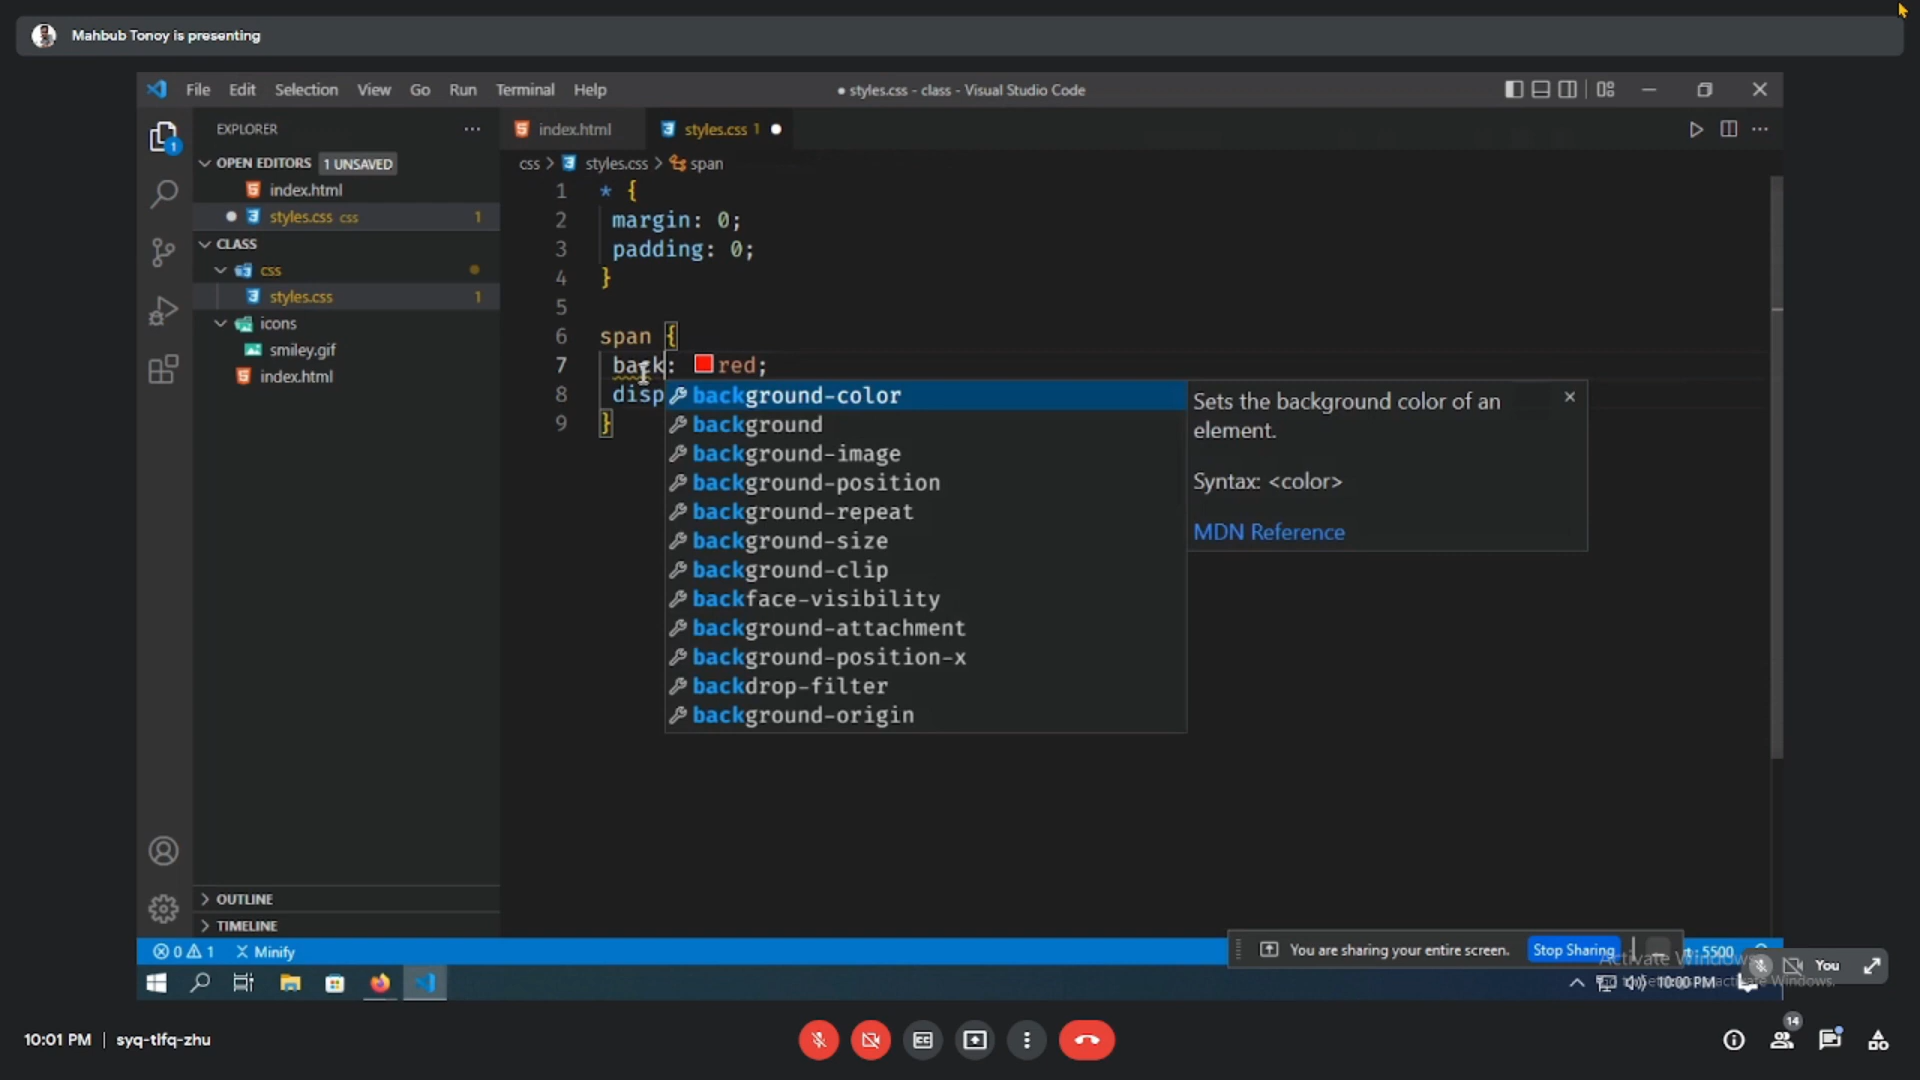 Mahbub Tonoy is presenting
File Edit Selection View Go Run Terminal Help
● styles.css - class - Visual Studio Code
EXPLORER
index.html
styles.css 1
OPEN EDITORS 1 UNSAVED
css > styles.css > span
index.html
styles.css css 1
CLASS
css
styles.css 1
icons
smiley.gif
index.html
1 * {
2 margin: 0;
3 padding: 0;
4 }
5
6 span {
7 back: red;
8 disp
9 }
background-color
background
background-image
background-position
background-repeat
background-size
background-clip
backface-visibility
background-attachment
background-position-x
backdrop-filter
background-origin
Sets the background color of an
element.
Syntax: <color>
MDN Reference
OUTLINE
TIMELINE
0 1 Minify
You are sharing your entire screen. Stop Sharing
: 5500
Activate Windows
You
10:00 PM
10:01 PM | syq-tlfq-zhu
14